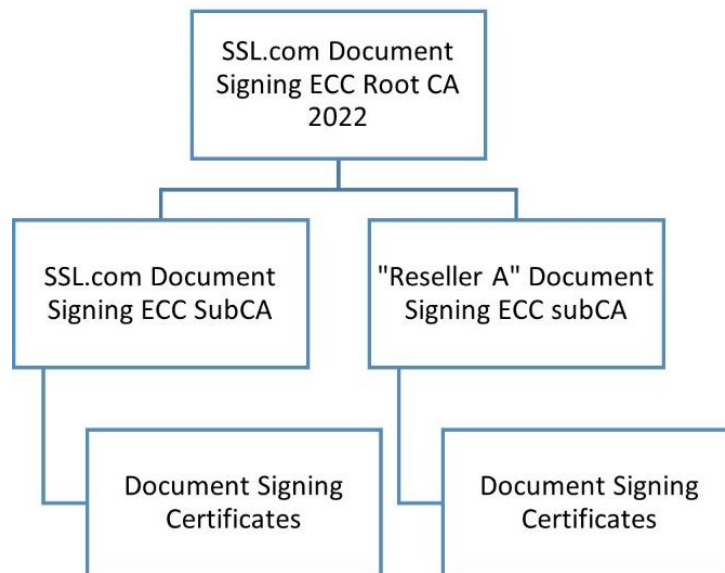 SSL.com Document
Signing ECC Root CA
2022
SSL.com Document
Signing ECC SubCA
"Reseller A" Document
Signing ECC subCA
Document Signing
Certificates
Document Signing
Certificates